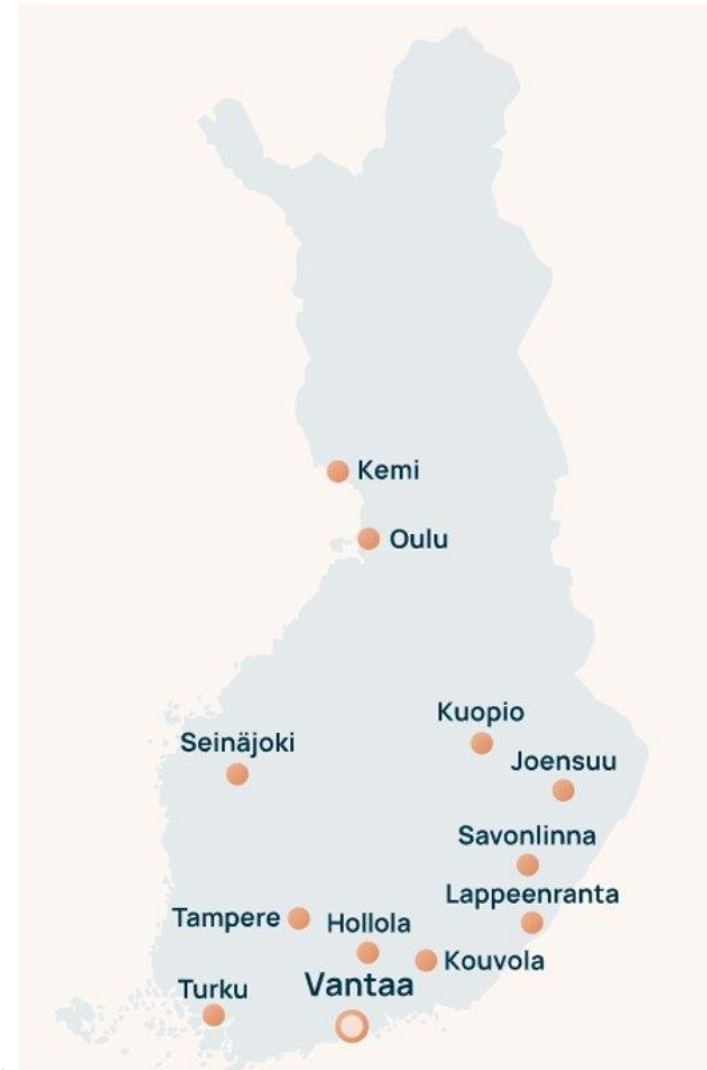 Kemi
Oulu
Kuopio
Seinäjoki
Joensuu
Savonlinna
Lappeenranta
Tampere
Hollola
Kouvola
Vantaa
Turku